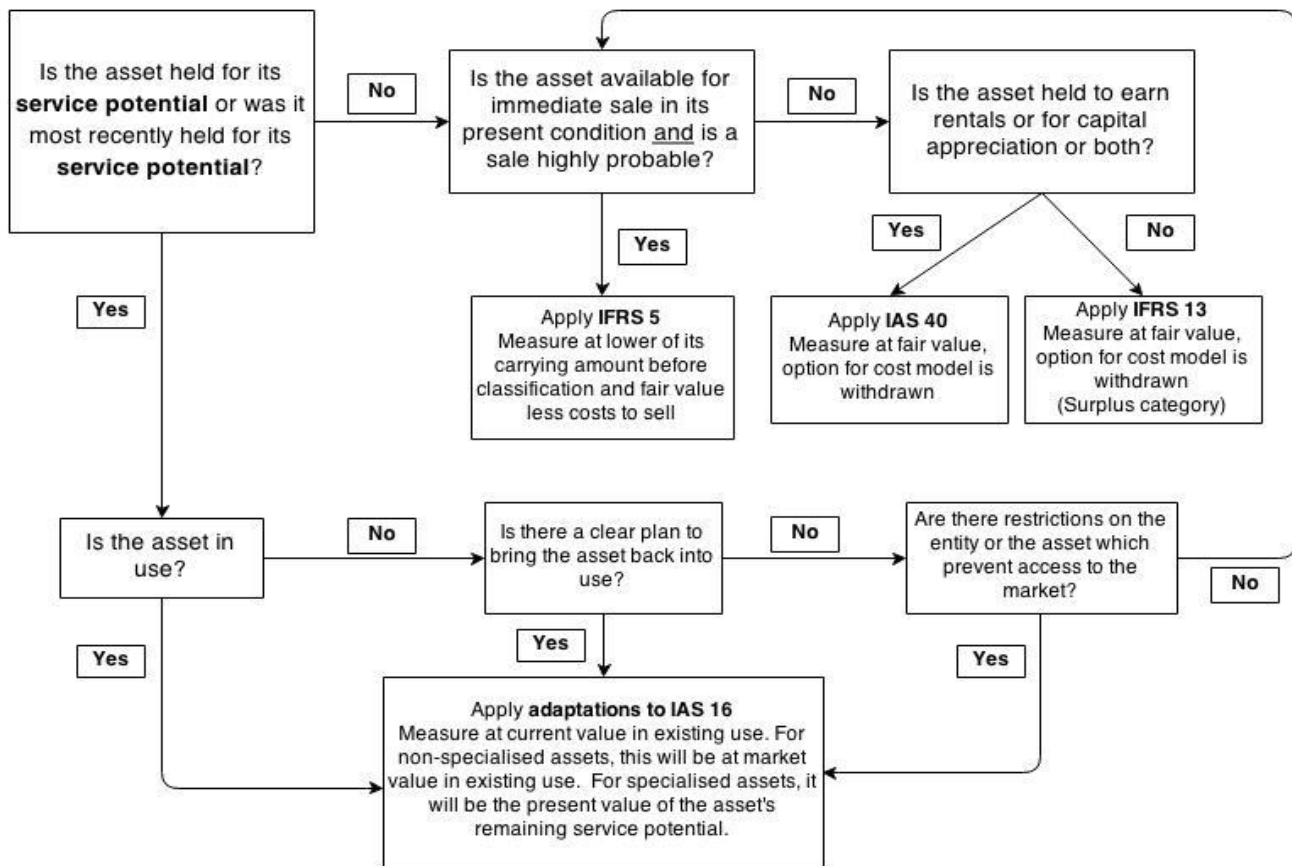 Is the asset held for its
service potential or was it
most recently held for its
service potential?
No
Is the asset available for
immediate sale in its
present condition and is a
sale highly probable?
No
Is the asset held to earn
rentals or for capital
appreciation or both?
Yes
Yes
Yes
No
Apply IFRS 5
Measure at lower of its
carrying amount before
classification and fair value
less costs to sell
Apply IAS 40
Measure at fair value,
option for cost model is
withdrawn
Apply IFRS 13
Measure at fair value,
option for cost model is
withdrawn
(Surplus category)
Is the asset in
use?
No
Is there a clear plan to
bring the asset back into
use?
No
Are there restrictions on the
entity or the asset which
prevent access to the
market?
No
Yes
Yes
Yes
Apply adaptations to IAS 16
Measure at current value in existing use. For
non-specialised assets, this will be at market
value in existing use. For specialised assets, it
will be the present value of the asset's
remaining service potential.